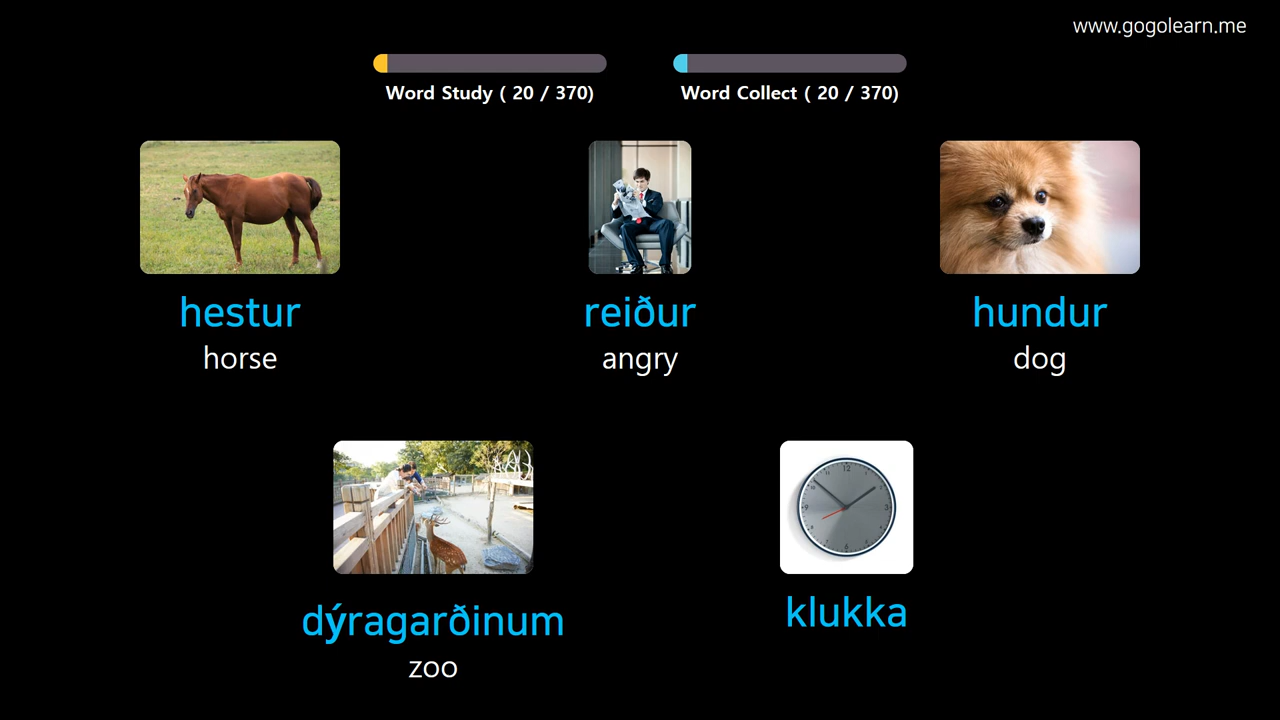 www.gogolearn.me
Word Study ( 20 / 370)
Word Collect ( 20 / 370)
hestur
horse
reiður
angry
hundur
dog
dýragarðinum
zoo
klukka